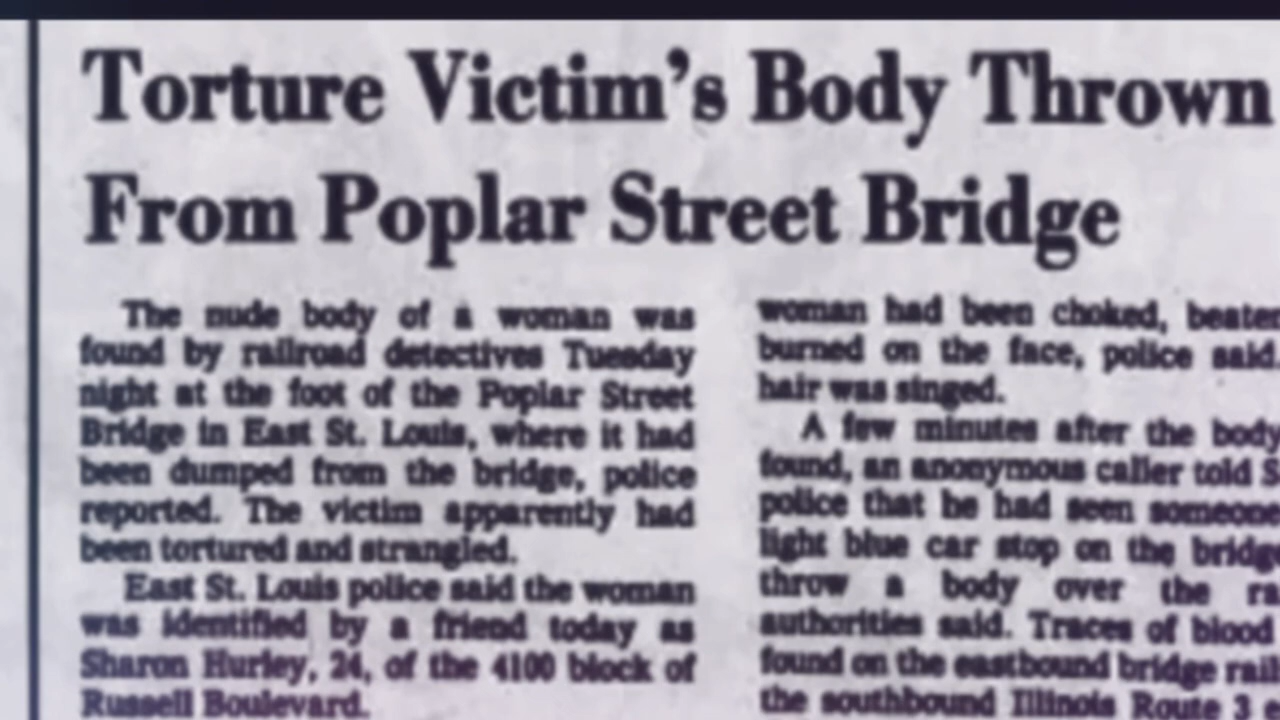 Torture Victim's Body Thrown
From Poplar Street Bridge
The nude body of a woman was
found by railroad detectives Tuesday
night at the foot of the Poplar Street
Bridge in East St. Louis, where it had
been dumped from the bridge, police
reported. The victim apparently had
been tortured and strangled.
East St. Louis police said the woman
was identified by a friend today as
Sharon Hurley, 24, of the 4100 block of
Russell Boulevard.
woman had been choked, beaten
burned on the face, police said.
hair was singed.
A few minutes after the body
found, an anonymous caller told S
police that he had seen someone
light blue car stop on the bridge
throw a body over the ra
authorities said. Traces of blood
found on the eastbound bridge rail
the southbound Illinois Route 3 e